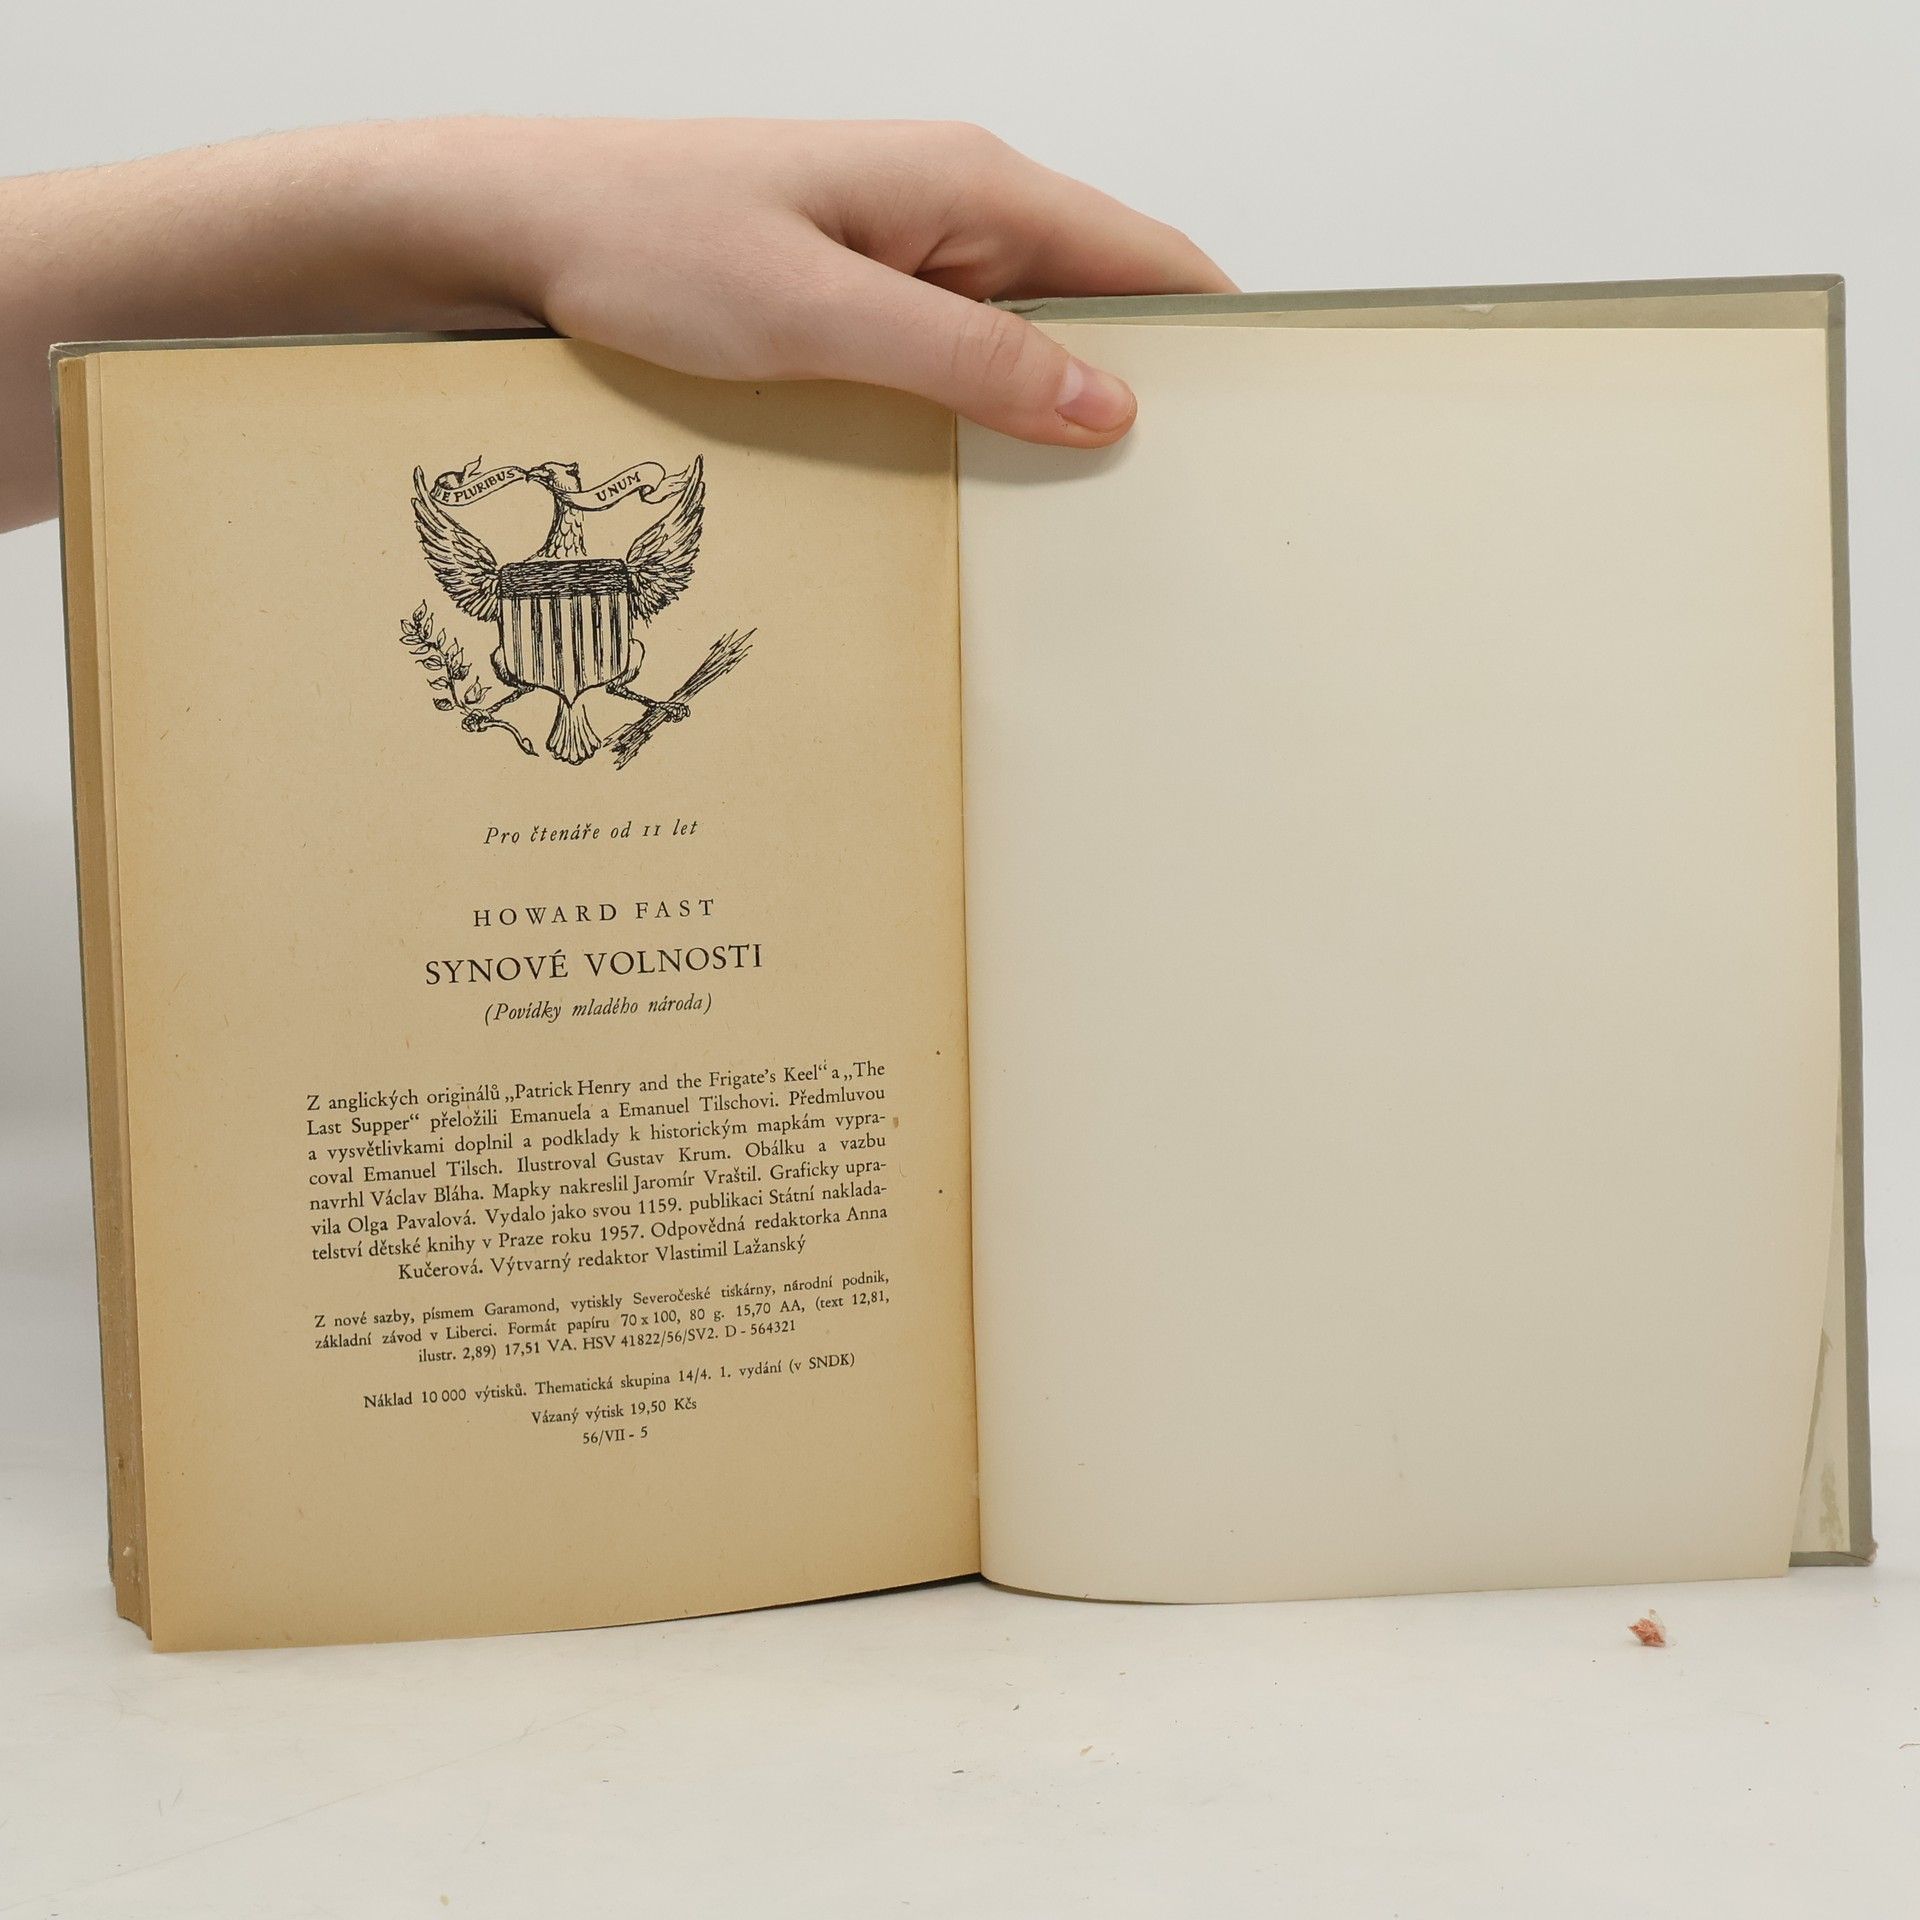 E PLURIBUS UNUM
Pro čtenáře od 11 let
HOWARD FAST
SYNOVÉ VOLNOSTI
(Povídky mladého národa)
Z anglických originálů „Patrick Henry and the Frigate's Keel“ a „The
Last Supper“ přeložili Emanuela a Emanuel Tilschovi. Předmluvou
a vysvětlivkami doplnil a podklady k historickým mapkám vypra-
coval Emanuel Tilsch. Ilustroval Gustav Krum. Obálku a vazbu
navrhl Václav Bláha. Mapky nakreslil Jaromír Vraštil. Graficky upra-
vila Olga Pavalová. Vydalo jako svou 1159. publikaci Státní naklada-
telství dětské knihy v Praze roku 1957. Odpovědná redaktorka Anna
Kučerová. Výtvarný redaktor Vlastimil Lažanský
Z nové sazby, písmem Garamond, vytiskly Severočeské tiskárny, národní podnik,
základní závod v Liberci. Formát papíru 70 x 100, 80 g. 15,70 AA, (text 12,81,
ilustr. 2,89) 17,51 VA. HSV 41822/56/SV2. D - 564321
Náklad 10 000 výtisků. Thematická skupina 14/4. 1. vydání (v SNDK)
Vázaný výtisk 19,50 Kčs
56/VII - 5